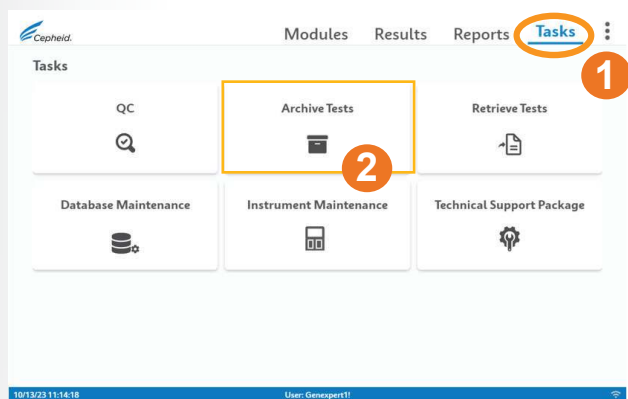 Cepheid.
Modules Results Reports Tasks
1
Tasks
QC Archive Tests Retrieve Tests
2
Database Maintenance Instrument Maintenance Technical Support Package
10/13/23 11:14:18 User: Genexpert1!